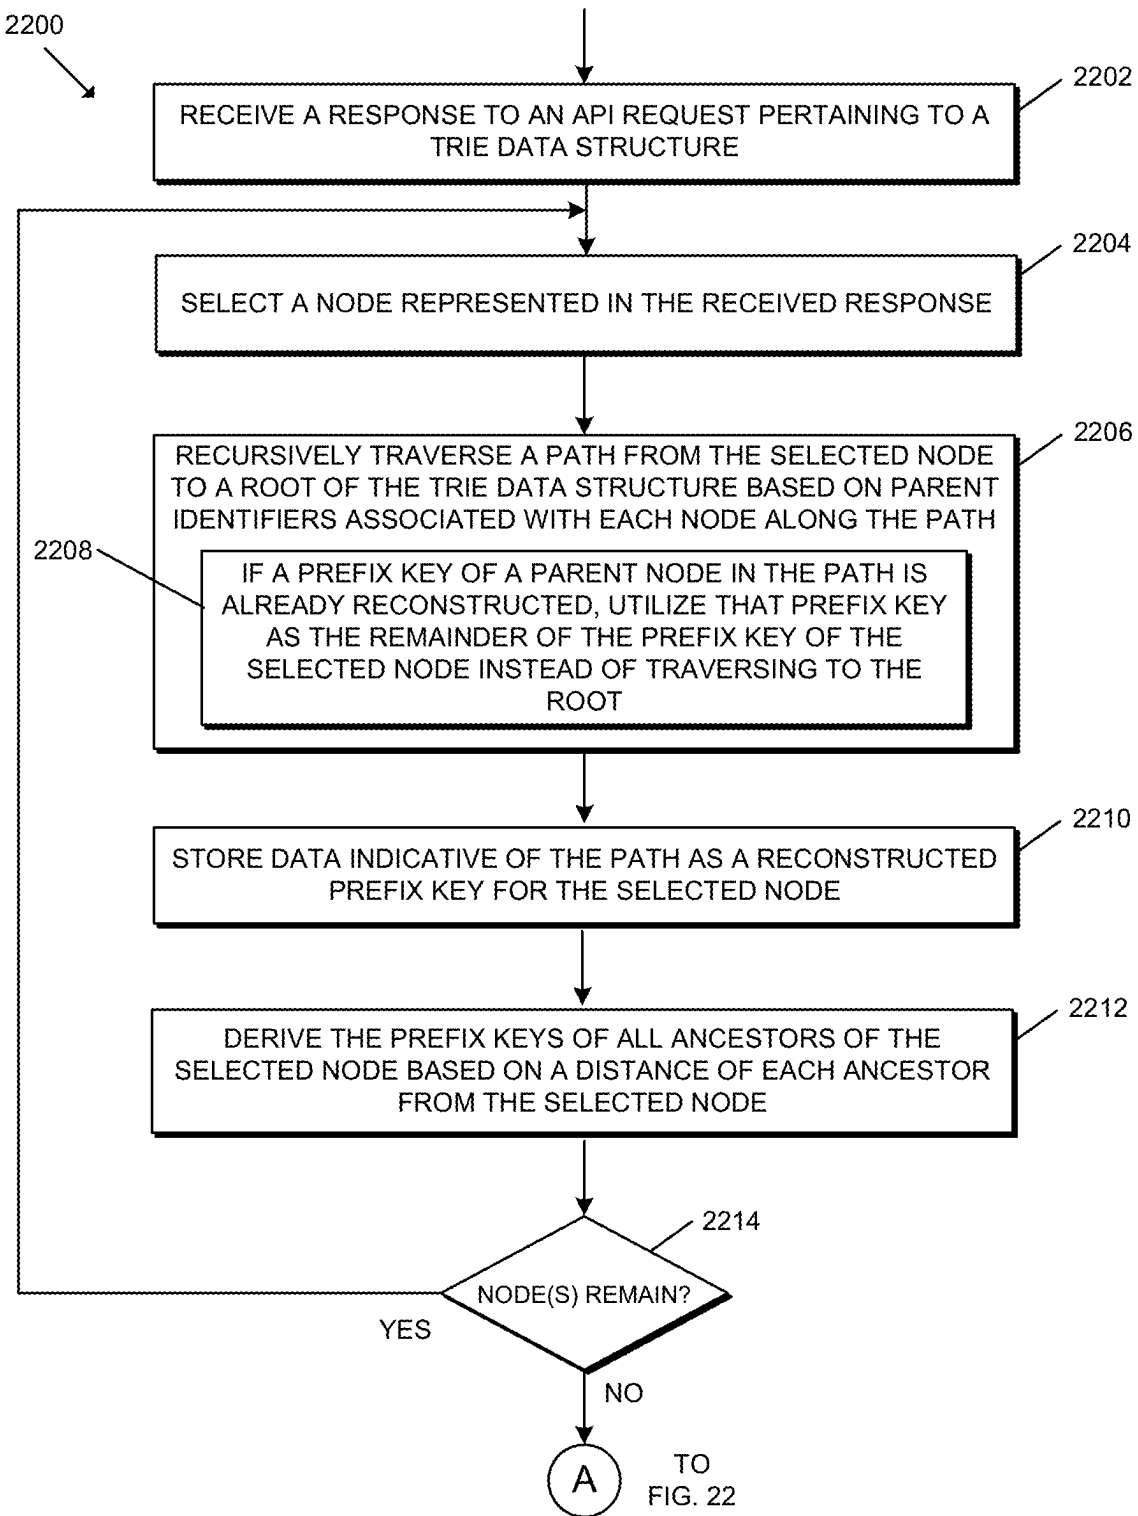 2200
2202
RECEIVE A RESPONSE TO AN API REQUEST PERTAINING TO A
TRIE DATA STRUCTURE
2204
SELECT A NODE REPRESENTED IN THE RECEIVED RESPONSE
2206
RECURSIVELY TRAVERSE A PATH FROM THE SELECTED NODE
TO A ROOT OF THE TRIE DATA STRUCTURE BASED ON PARENT
IDENTIFIERS ASSOCIATED WITH EACH NODE ALONG THE PATH
2208
IF A PREFIX KEY OF A PARENT NODE IN THE PATH IS
ALREADY RECONSTRUCTED, UTILIZE THAT PREFIX KEY
AS THE REMAINDER OF THE PREFIX KEY OF THE
SELECTED NODE INSTEAD OF TRAVERSING TO THE
ROOT
2210
STORE DATA INDICATIVE OF THE PATH AS A RECONSTRUCTED
PREFIX KEY FOR THE SELECTED NODE
2212
DERIVE THE PREFIX KEYS OF ALL ANCESTORS OF THE
SELECTED NODE BASED ON A DISTANCE OF EACH ANCESTOR
FROM THE SELECTED NODE
2214
NODE(S) REMAIN?
YES
NO
A
TO
FIG. 22